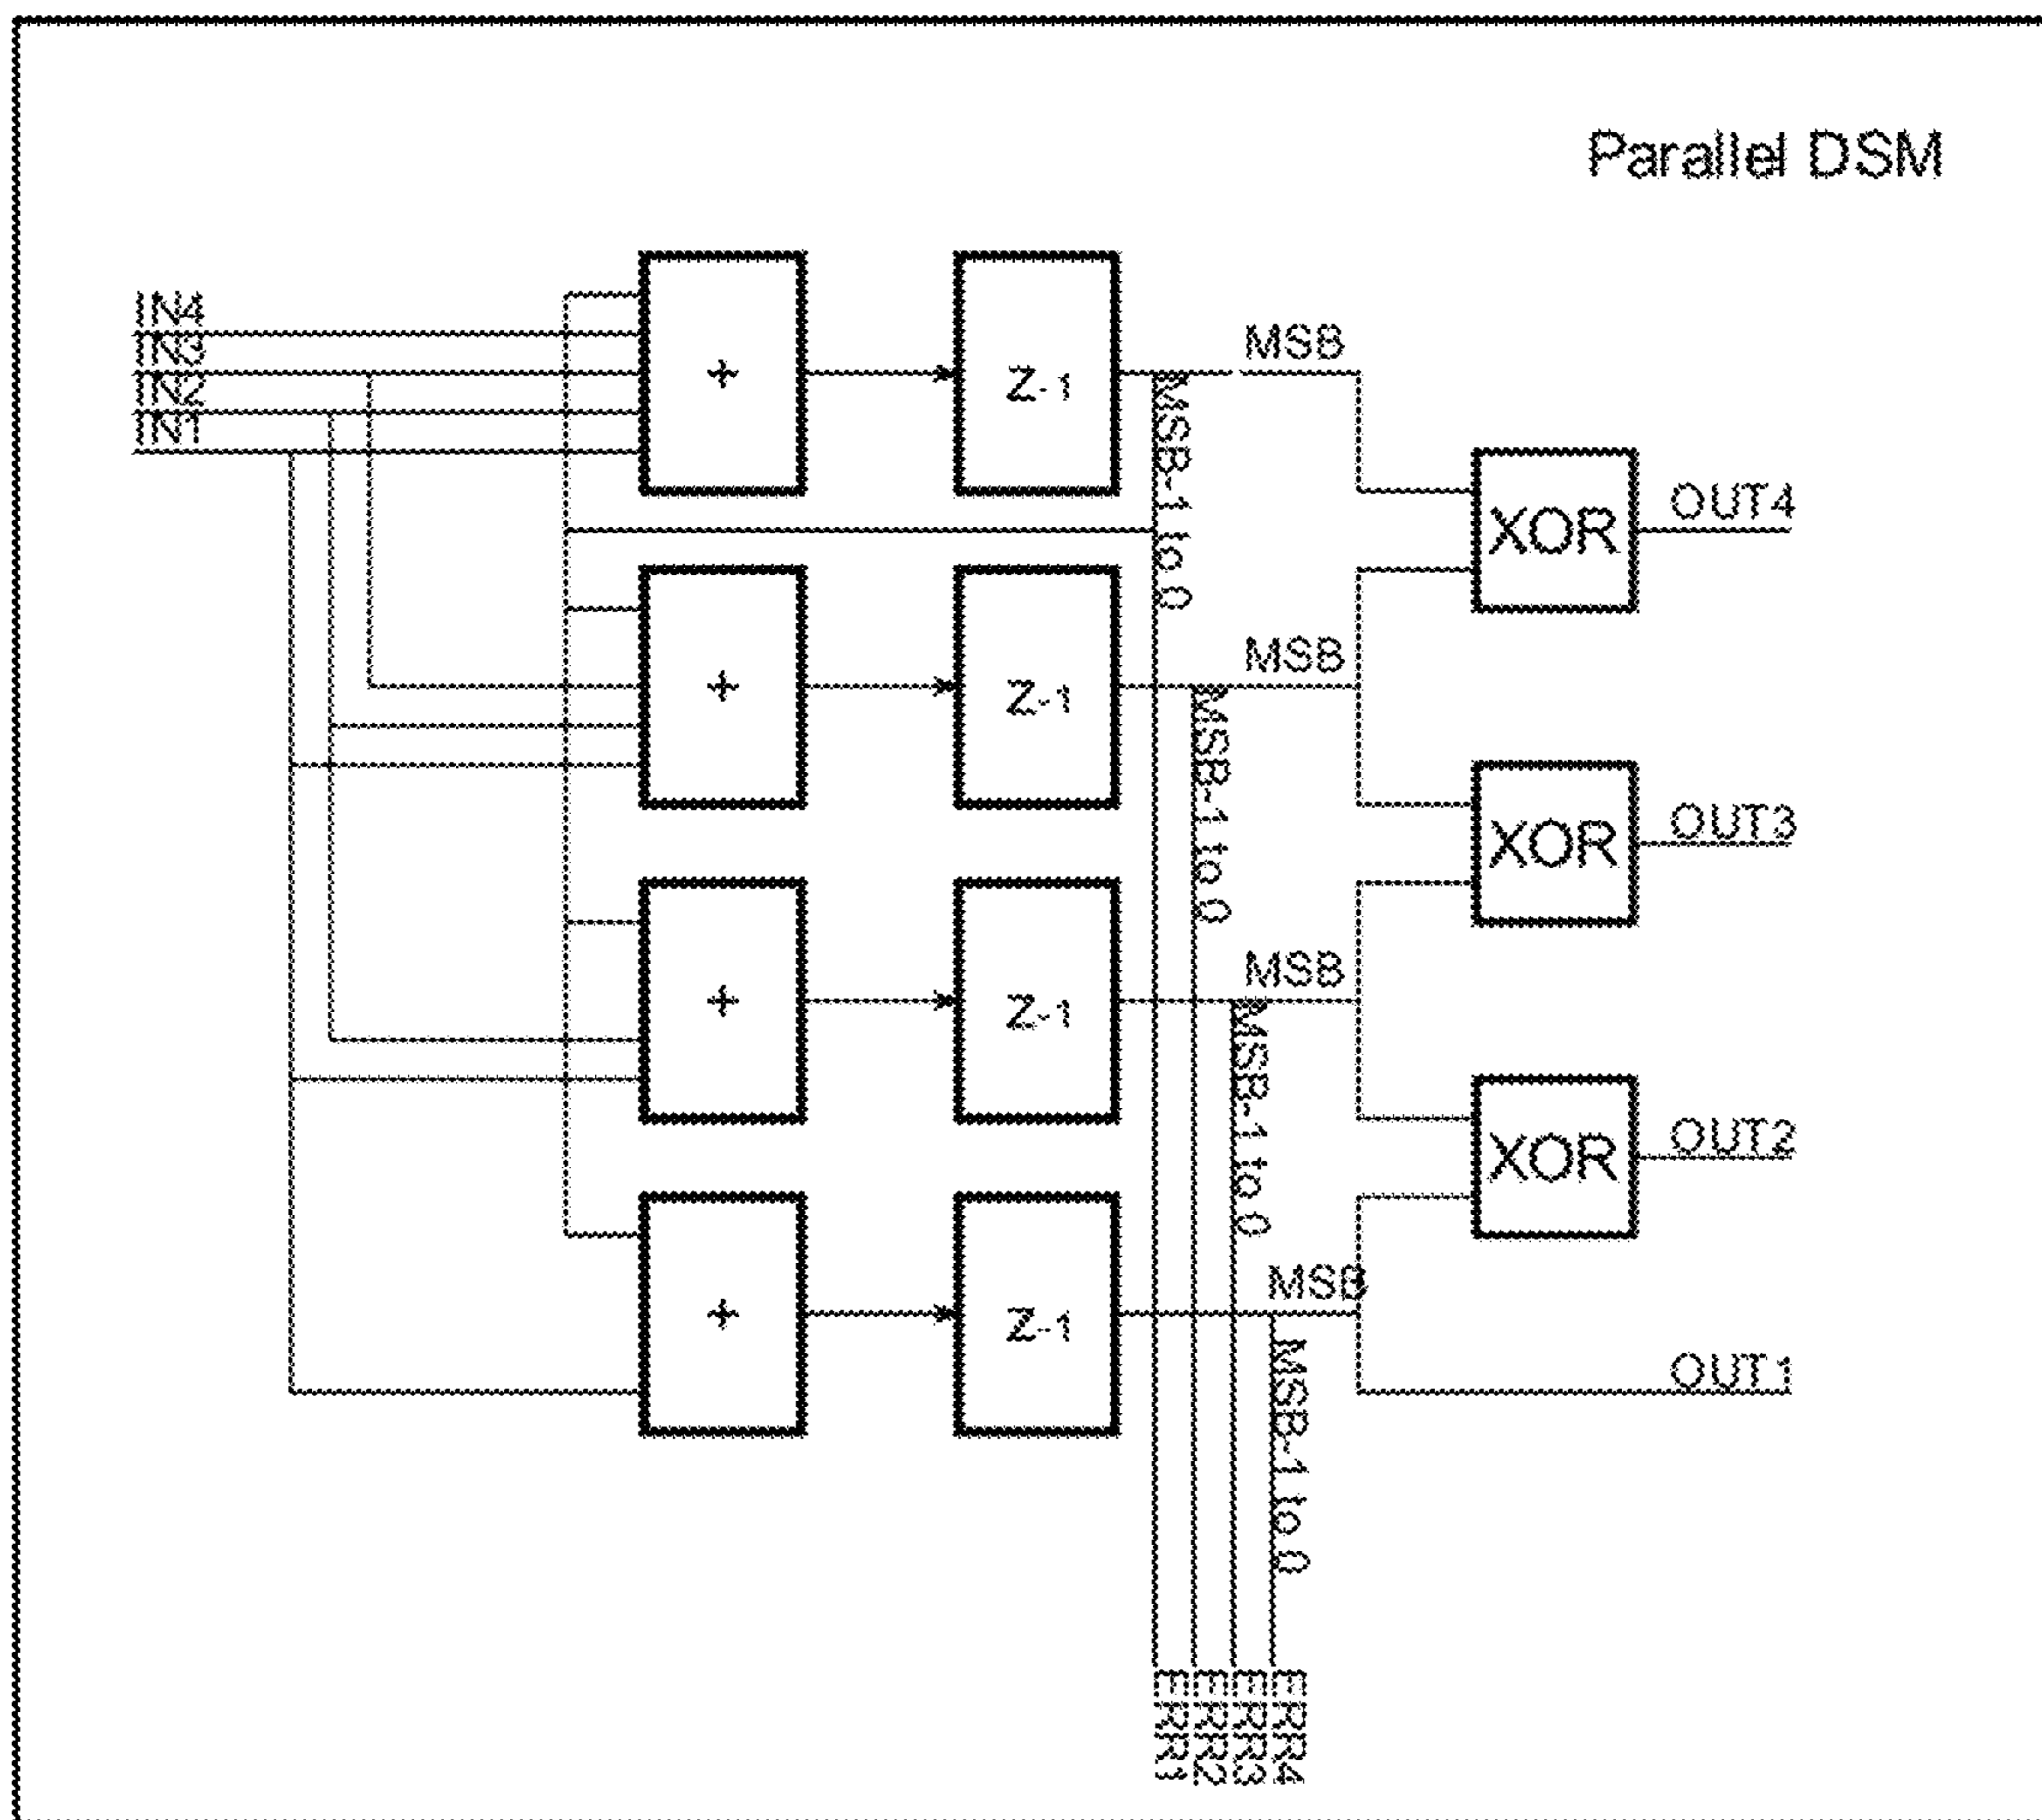 Parallel DSM
IN4
IN3
IN2
IN1
+
Z-1
MSB
MSB-1 to 0
XOR
OUT4
+
Z-1
MSB
MSB-1 to 0
XOR
OUT3
+
Z-1
MSB
MSB-1 to 0
XOR
OUT2
+
Z-1
MSB
MSB-1 to 0
OUT1
ERR1
ERR2
ERR3
ERR4